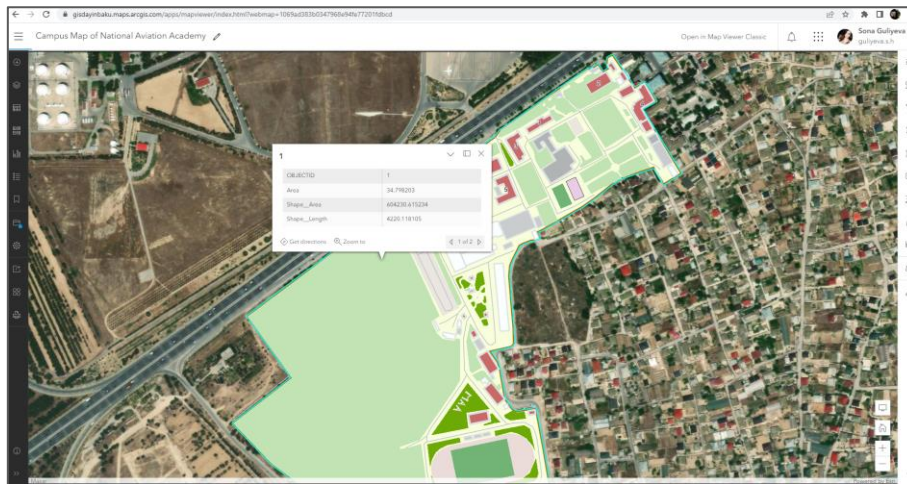 gisdayinbaku.maps.arcgis.com/apps/mapviewer/index.html?webmap=1069ad383b0347968e94fe77201fdbcd
Campus Map of National Aviation Academy
Open in Map Viewer Classic
Sona Guliyeva
guliyeva.s.h
1
OBJECTID 1
Area 34.798203
Shape__Area 604230.615234
Shape__Length 4220.118105
Get directions
Zoom to
1 of 2
Powered by Esri